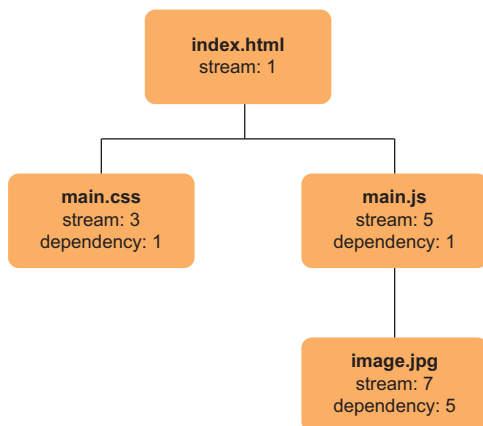 index.html
stream: 1
main.css
stream: 3
dependency: 1
main.js
stream: 5
dependency: 1
image.jpg
stream: 7
dependency: 5